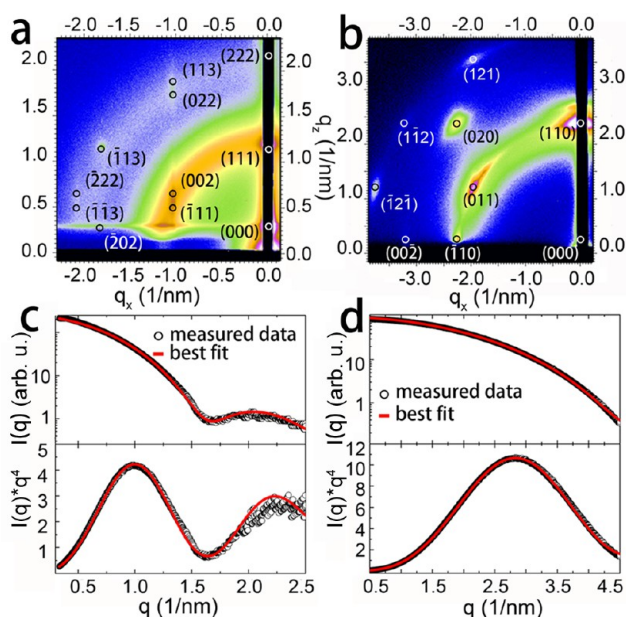 a
-2.0 -1.5 -1.0 -0.5 0.0
2.0
1.5
1.0
0.5
0.0
(222)
(113)
(022)
(1̄13)
(111)
(2̄22)
(002)
(1̄1̄3)
(1̄11)
(000)
(2̄02)
2.0
1.5
1.0
0.5
0.0
q_z (1/nm)
-2.0 -1.5 -1.0 -0.5 0.0
q_x (1/nm)
b
-3.0 -2.0 -1.0 0.0
3.0
2.0
1.0
0.0
(121)
(020)
(110)
(011)
(000)
3.0
2.0
1.0
0.0
-3.0 -2.0 -1.0 0.0
q_x (1/nm)
c
I(q) (arb. u.)
10
1
measured data
best fit
I(q)*q⁴
5
4
3
2
1
0.5 1.0 1.5 2.0 2.5
q (1/nm)
d
I(q) (arb. u.)
10
1
measured data
best fit
I(q)*q⁴
12
10
8
6
4
2
0.5 1.5 2.5 3.5 4.5
q (1/nm)